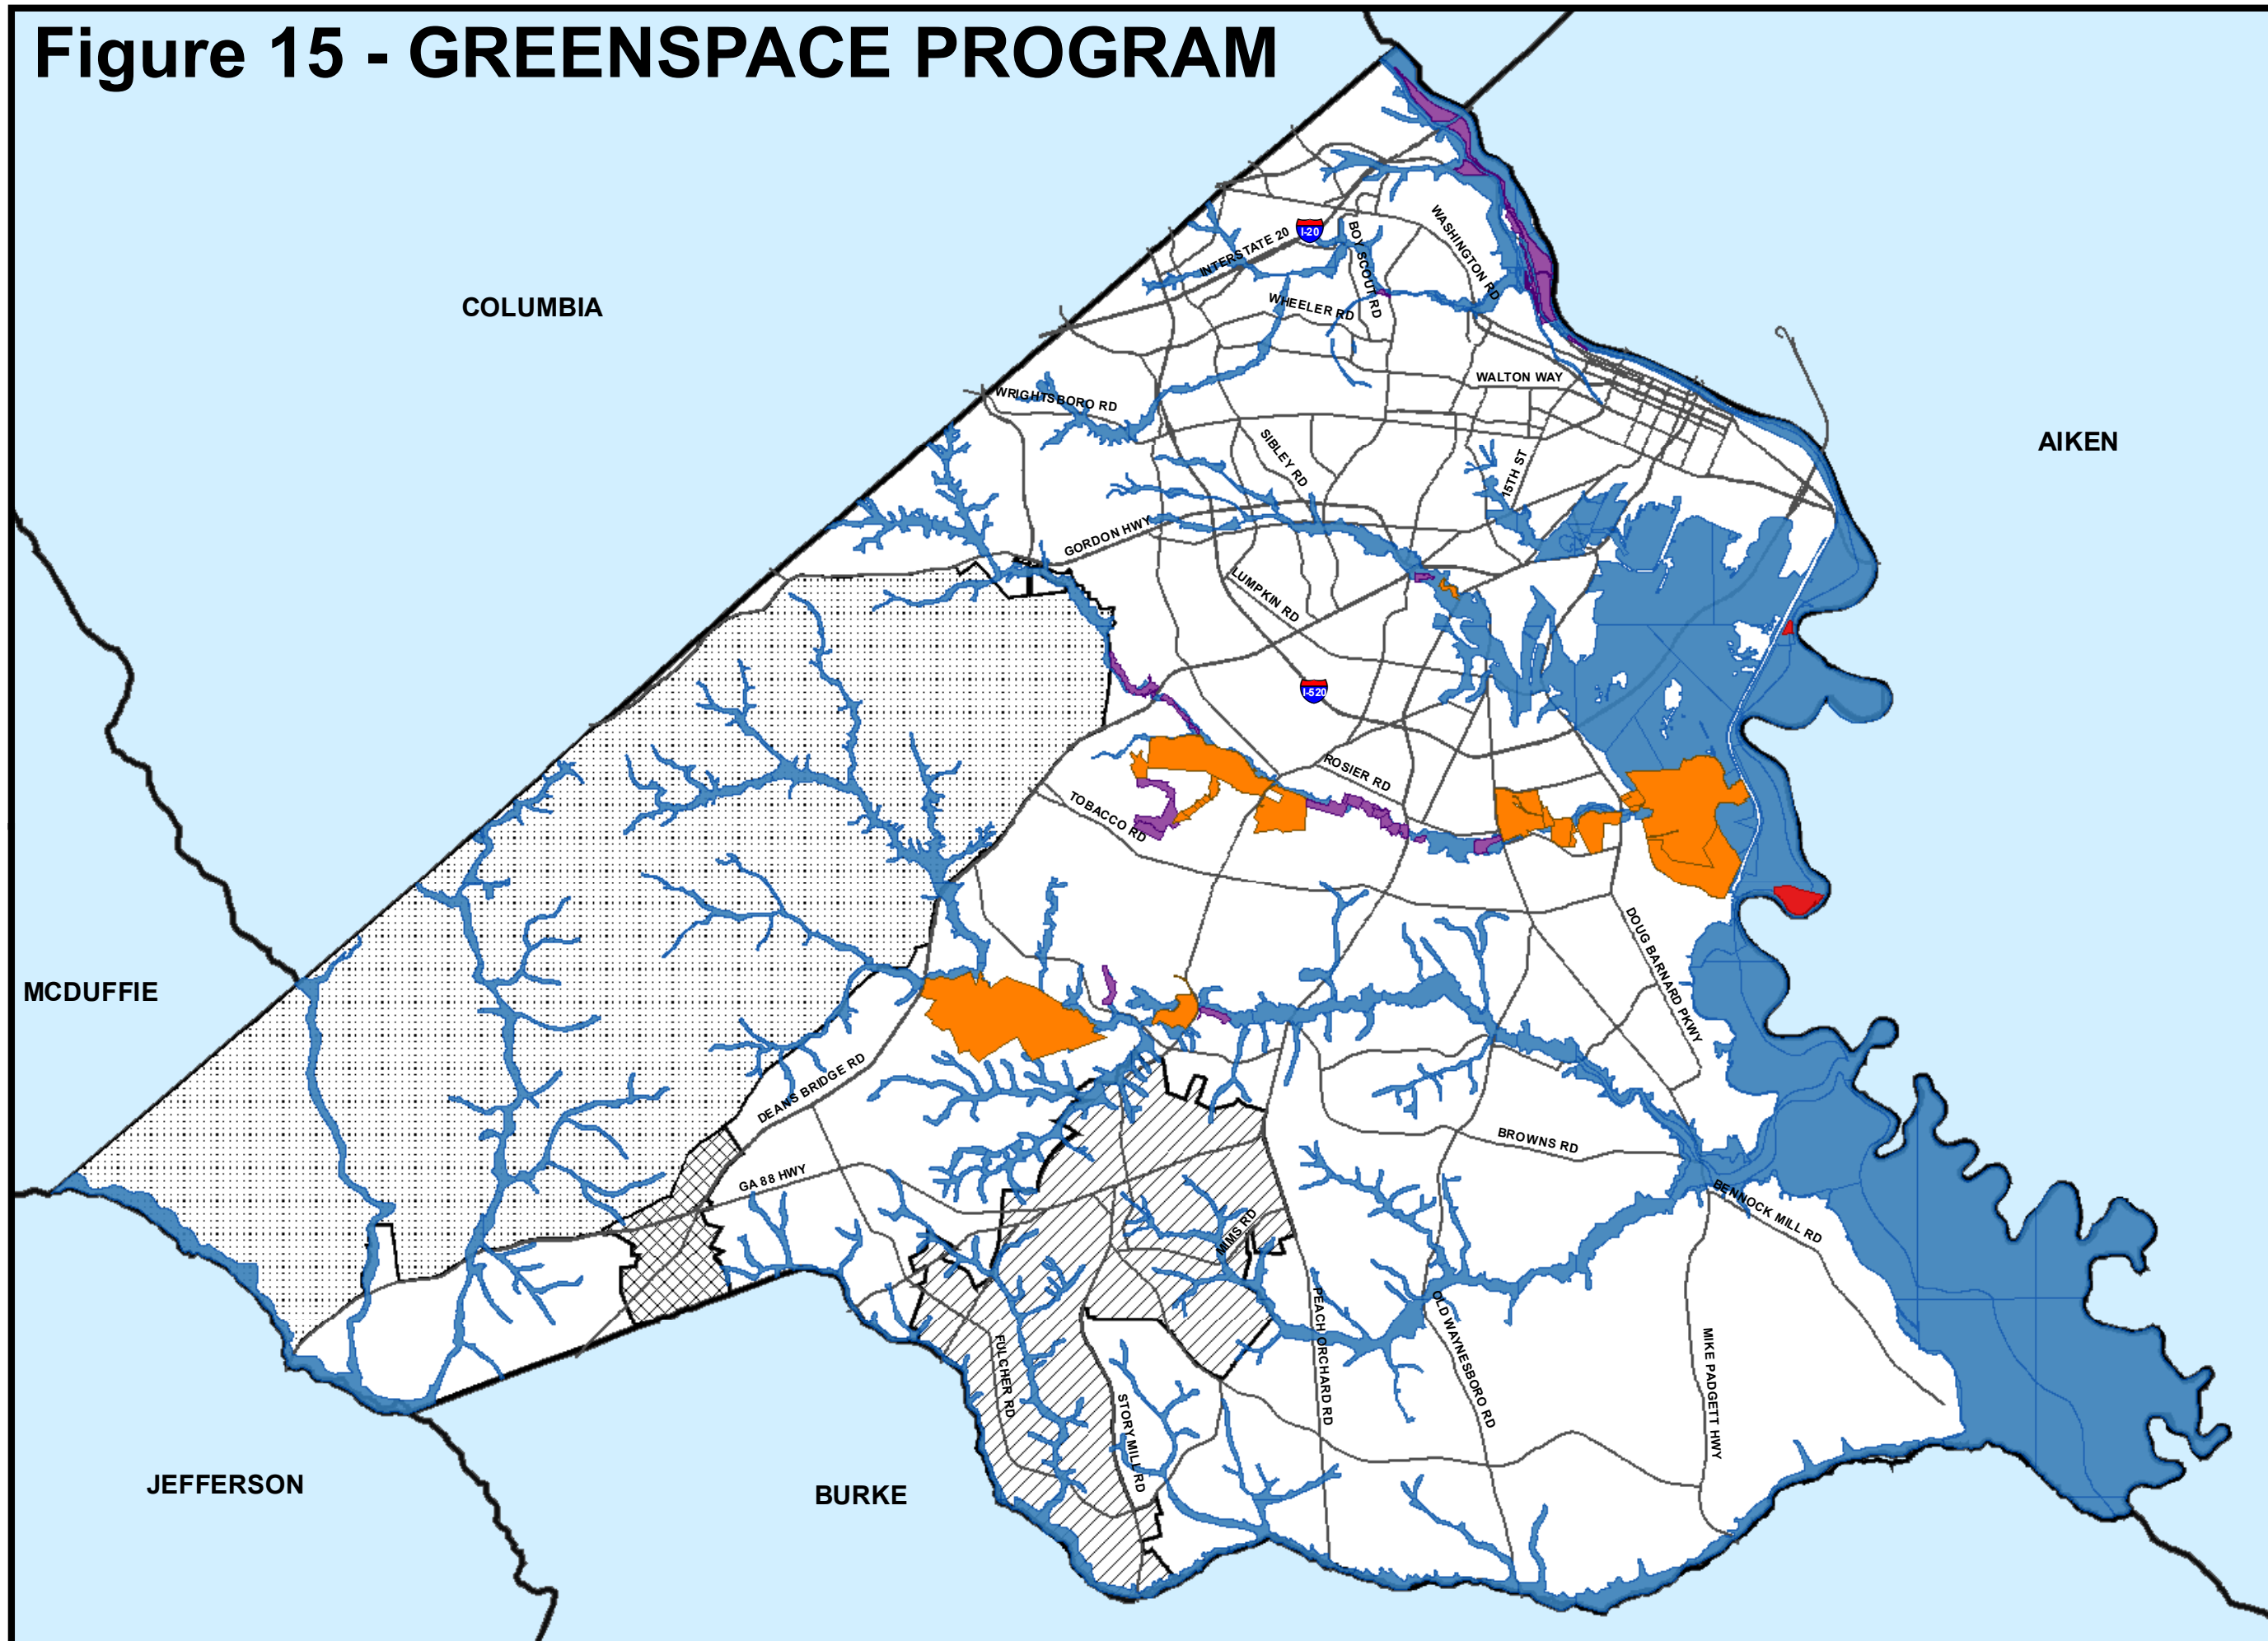 Figure 15 - GREENSPACE PROGRAM
COLUMBIA
AIKEN
MCDUFFIE
JEFFERSON
BURKE
I-20
INTERSTATE 20
BOY SCOUT RD
WASHINGTON RD
WHEELER RD
WALTON WAY
WRIGHTSBORO RD
SIBLEY RD
15TH ST
GORDON HWY
LUMPKIN RD
I-520
ROSIER RD
TOBACCO RD
DOUG BARNARD PKWY
DEANS BRIDGE RD
BROWNS RD
GA 88 HWY
BENNOCK MILL RD
MIMS RD
PEACH ORCHARD RD
OLD WAYNESBORO RD
MIKE PADGETT HWY
FULCHER RD
STORY MILL RD